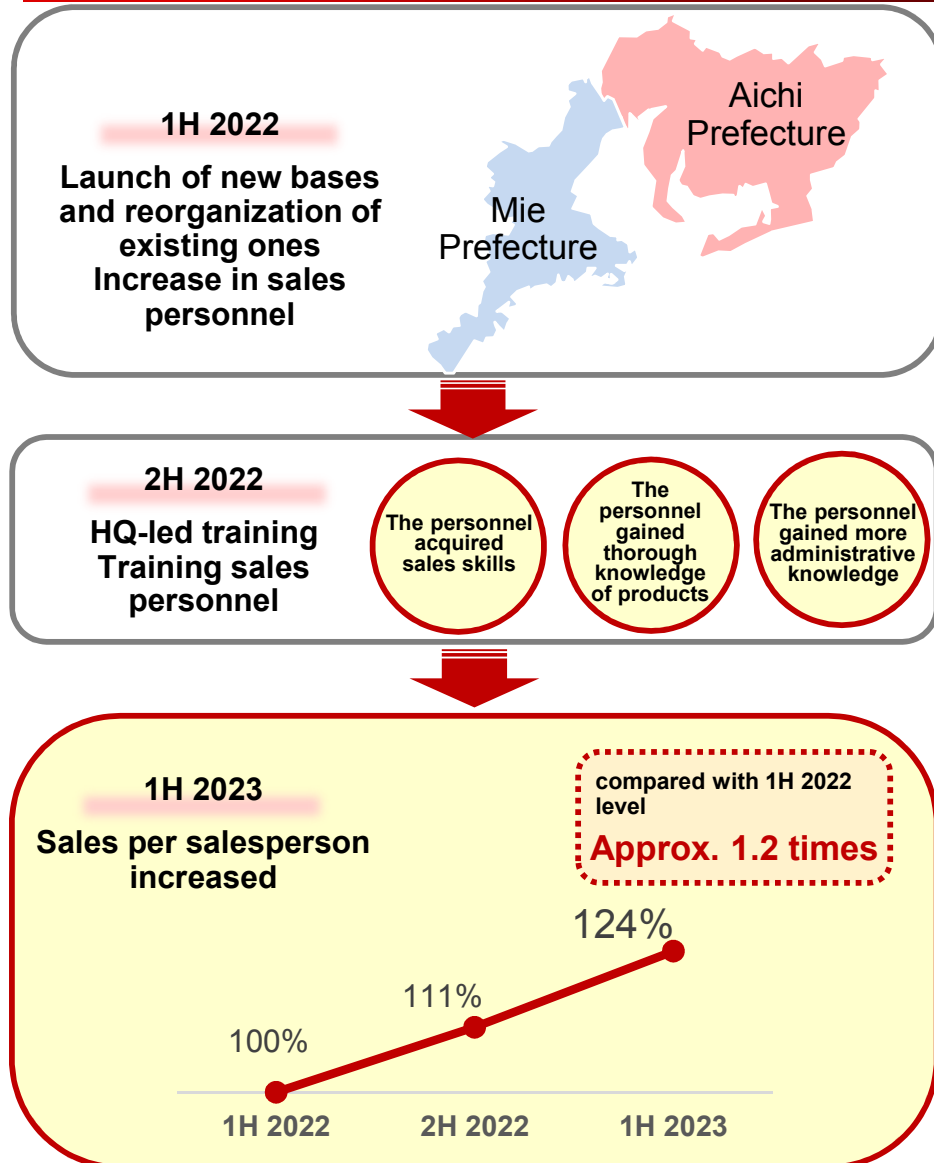 1H 2022
Launch of new bases
and reorganization of
existing ones
Increase in sales
personnel
Aichi
Prefecture
Mie
Prefecture
2H 2022
HQ-led training
Training sales
personnel
The personnel
acquired
sales skills
The
personnel
gained
thorough
knowledge
of products
The personnel
gained more
administrative
knowledge
1H 2023
Sales per salesperson
increased
compared with 1H 2022
level
Approx. 1.2 times
100%
111%
124%
1H 2022
2H 2022
1H 2023